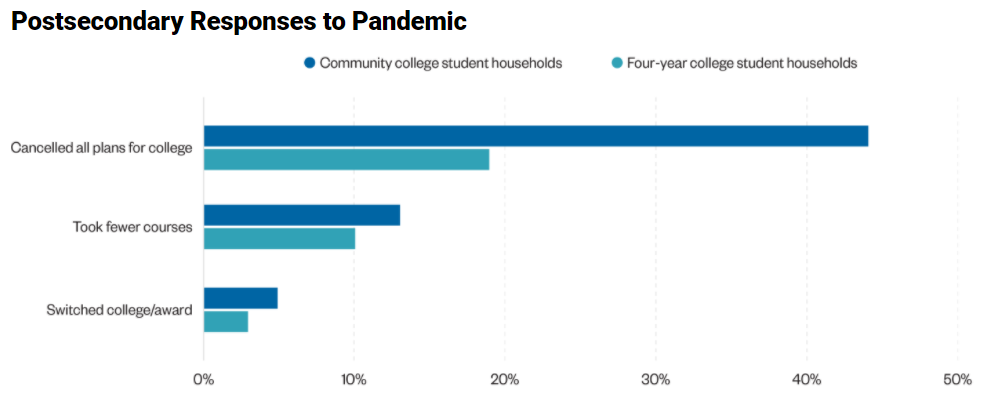 Postsecondary Responses to Pandemic
Community college student households
Four-year college student households
Cancelled all plans for college
Took fewer courses
Switched college/award
0%
10%
20%
30%
40%
50%